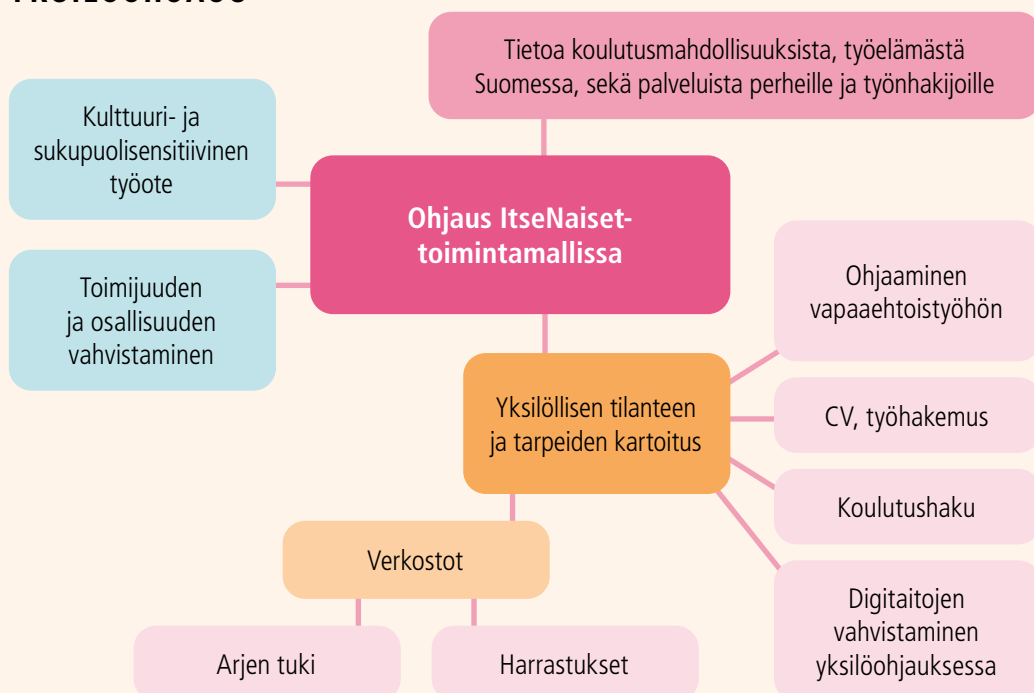 YKSILÖOHJAUS
Tietoa koulutusmahdollisuuksista, työelämästä
Suomessa, sekä palveluista perheille ja työnhakijoille
Kulttuuri- ja
sukupuolisensitiivinen
työote
Ohjaus ItseNaiset-
toimintamallissa
Toimijuuden
ja osallisuuden
vahvistaminen
Ohjaaminen
vapaaehtoistyöhön
Yksilöllisen tilanteen
ja tarpeiden kartoitus
CV, työhakemus
Koulutushaku
Verkostot
Digitaitojen
vahvistaminen
yksilöohjauksessa
Arjen tuki
Harrastukset